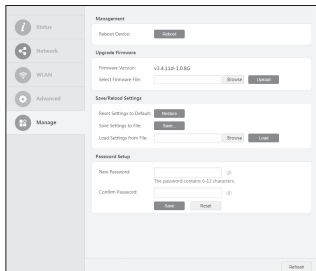 Status
Network
WLAN
Advanced
Manage
Management
Reboot Device: Reboot
Upgrade Firmware
Firmware Version: v3.4.11d-1.0.8G
Select Firmware File: Browse Upload
Save/Reload Settings
Reset Settings to Default: Restore
Save Settings to File: Save
Load Settings from File: Browse Load
Password Setup
New Password:
The password contains 6-12 characters.
Confirm Password:
Save Reset
Refresh